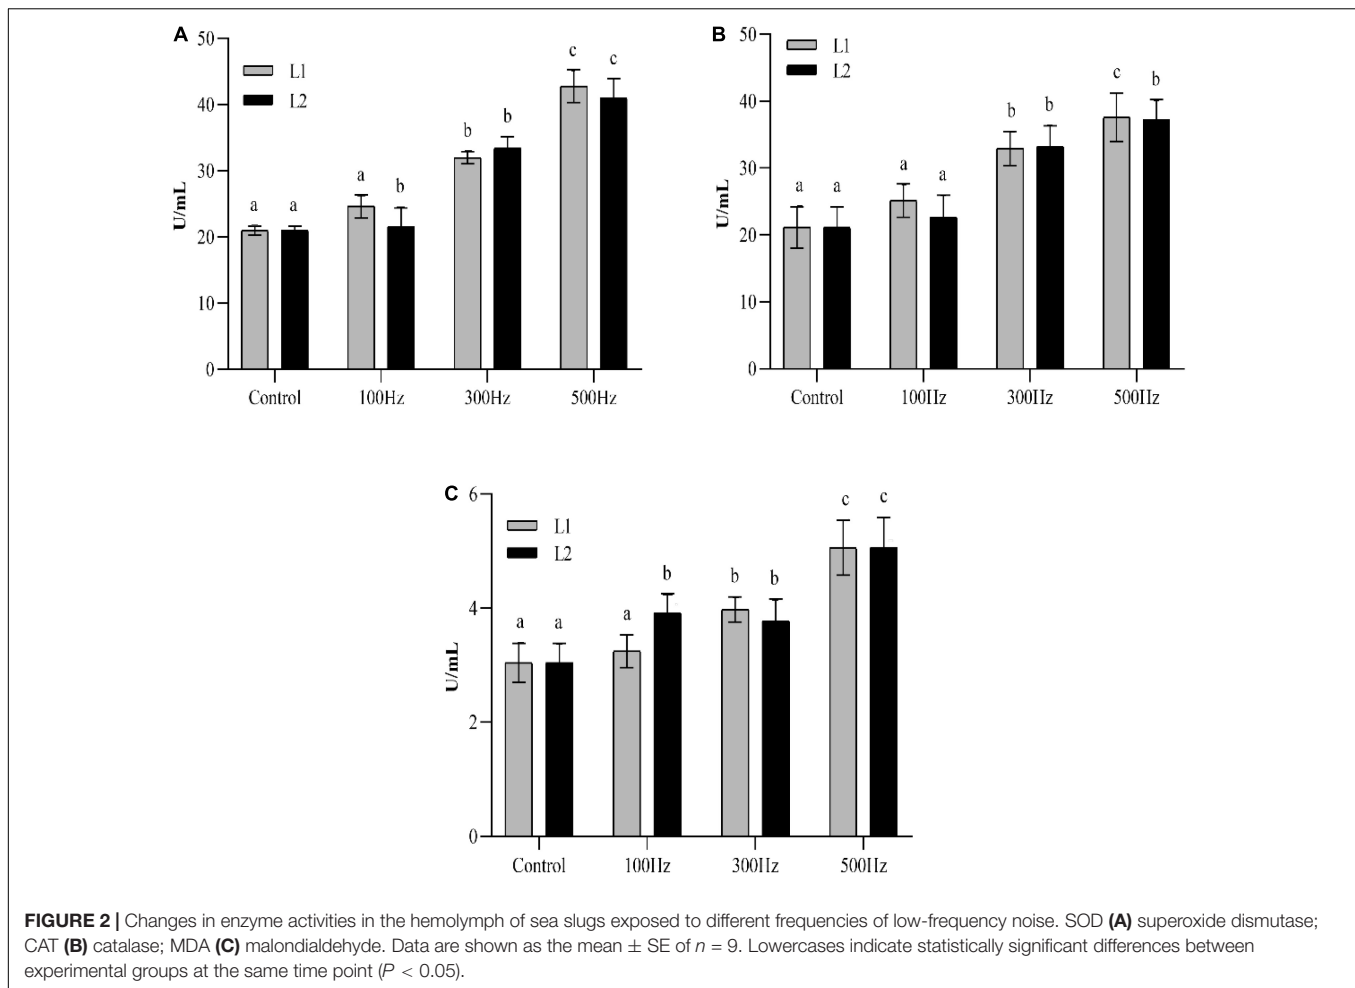 A
50
40
30
20
10
0
U/mL
L1
L2
a a a b b b c c
Control 100Hz 300Hz 500Hz
B
50
40
30
20
10
0
U/mL
L1
L2
a a a a b b c b
Control 100Hz 300Hz 500Hz
C
6
4
2
0
U/mL
L1
L2
a a a b b b c c
Control 100Hz 300Hz 500Hz
FIGURE 2 | Changes in enzyme activities in the hemolymph of sea slugs exposed to different frequencies of low-frequency noise. SOD (A) superoxide dismutase;
CAT (B) catalase; MDA (C) malondialdehyde. Data are shown as the mean ± SE of n = 9. Lowercases indicate statistically significant differences between
experimental groups at the same time point (P < 0.05).